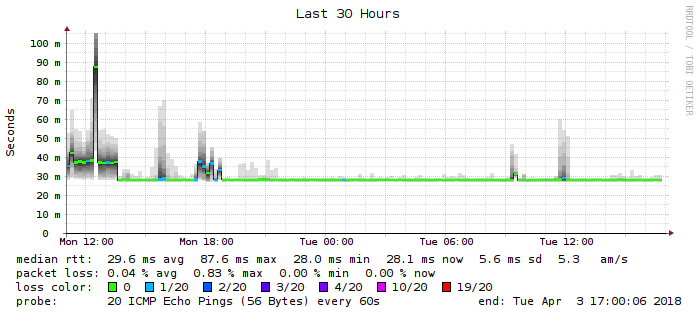 Last 30 Hours
RRDTOOL / TOBI OETIKER
Seconds
100 m
90 m
80 m
70 m
60 m
50 m
40 m
30 m
20 m
10 m
0
Mon 12:00 Mon 18:00 Tue 00:00 Tue 06:00 Tue 12:00
median rtt: 29.6 ms avg 87.6 ms max 28.0 ms min 28.1 ms now 5.6 ms sd 5.3 am/s
packet loss: 0.04 % avg 0.83 % max 0.00 % min 0.00 % now
loss color: 0 1/20 2/20 3/20 4/20 10/20 19/20
probe: 20 ICMP Echo Pings (56 Bytes) every 60s end: Tue Apr 3 17:00:06 2018